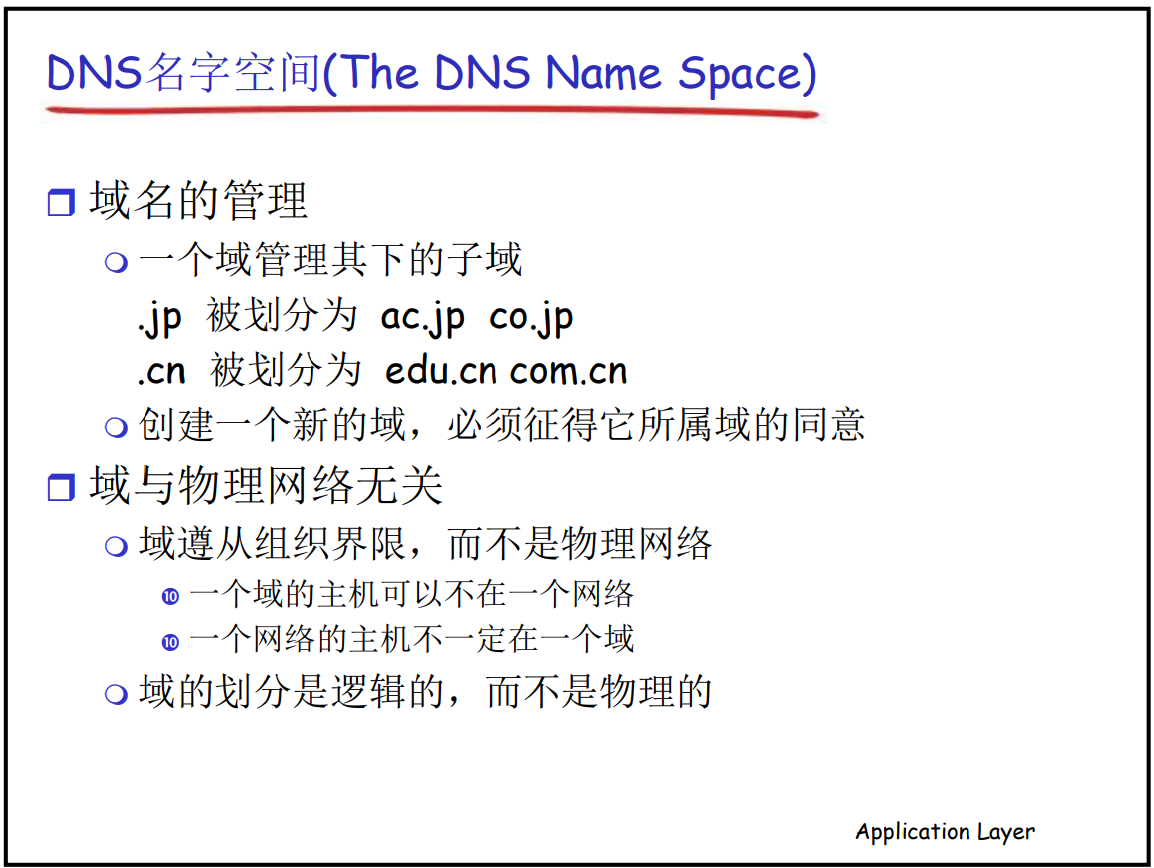 DNS名字空间(The DNS Name Space)
域名的管理
一个域管理其下的子域
.jp 被划分为 ac.jp co.jp
.cn 被划分为 edu.cn com.cn
创建一个新的域，必须征得它所属域的同意
域与物理网络无关
域遵从组织界限，而不是物理网络
⓾ 一个域的主机可以不在一个网络
⓾ 一个网络的主机不一定在一个域
域的划分是逻辑的，而不是物理的
Application Layer